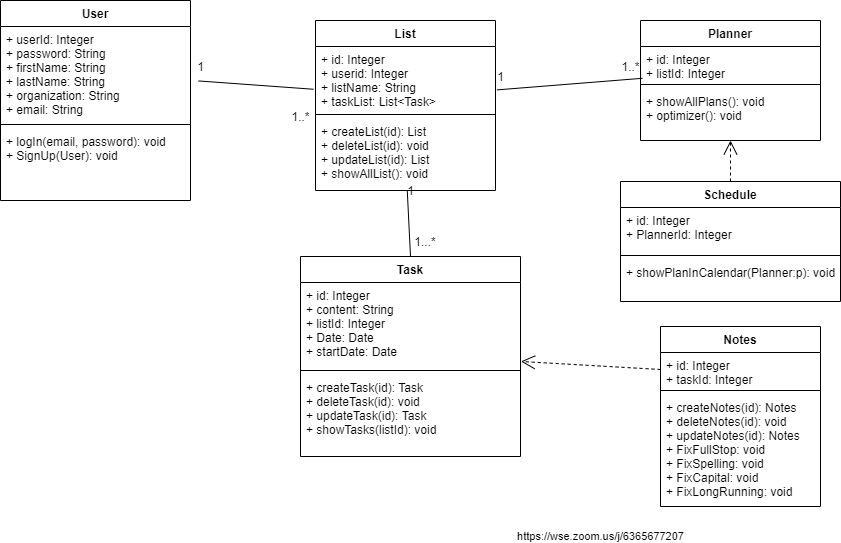 User
+ userId: Integer
+ password: String
+ firstName: String
+ lastName: String
+ organization: String
+ email: String
+ logIn(email, password): void
+ SignUp(User): void
1
1..*
List
+ id: Integer
+ userid: Integer
+ listName: String
+ taskList: List<Task>
+ createList(id): List
+ deleteList(id): void
+ updateList(id): List
+ showAllList(): void
1
1..*
Planner
+ id: Integer
+ listId: Integer
+ showAllPlans(): void
+ optimizer(): void
Schedule
+ id: Integer
+ PlannerId: Integer
+ showPlanInCalendar(Planner:p): void
1
1...*
Task
+ id: Integer
+ content: String
+ listId: Integer
+ Date: Date
+ startDate: Date
+ createTask(id): Task
+ deleteTask(id): void
+ updateTask(id): Task
+ showTasks(listId): void
Notes
+ id: Integer
+ taskId: Integer
+ createNotes(id): Notes
+ deleteNotes(id): void
+ updateNotes(id): Notes
+ FixFullStop: void
+ FixSpelling: void
+ FixCapital: void
+ FixLongRunning: void
https://wse.zoom.us/j/6365677207